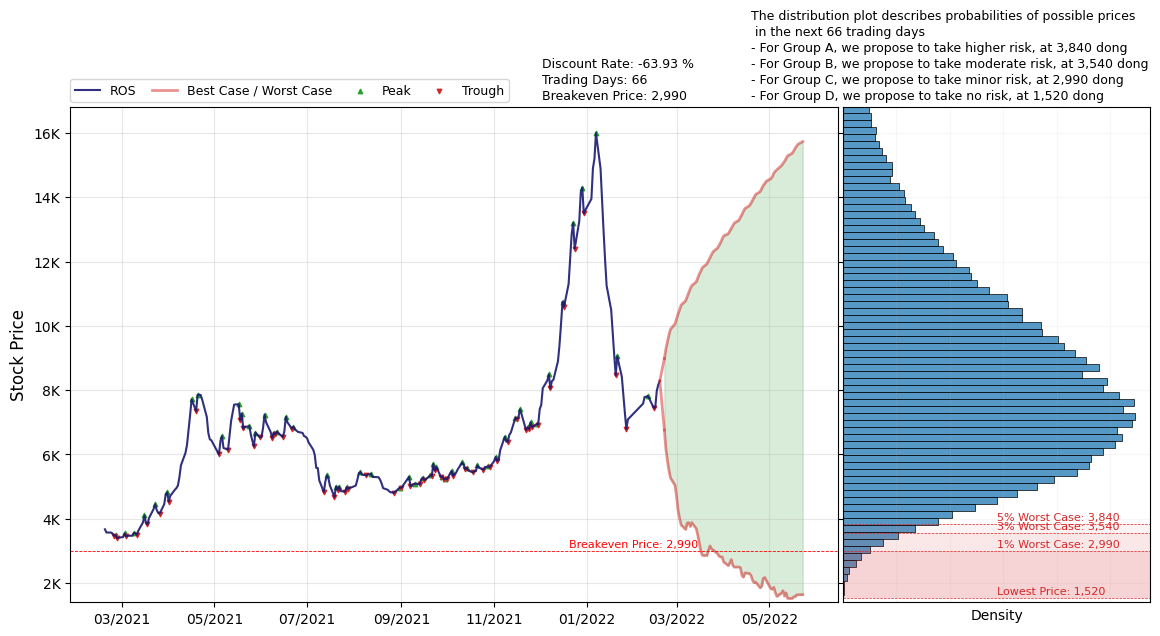 The distribution plot describes probabilities of possible prices
in the next 66 trading days
- For Group A, we propose to take higher risk, at 3,840 dong
- For Group B, we propose to take moderate risk, at 3,540 dong
- For Group C, we propose to take minor risk, at 2,990 dong
- For Group D, we propose to take no risk, at 1,520 dong
Discount Rate: -63.93 %
Trading Days: 66
Breakeven Price: 2,990
ROS
Best Case / Worst Case
Peak
Trough
Stock Price
16K
14K
12K
10K
8K
6K
4K
2K
Breakeven Price: 2,990
5% Worst Case: 3,840
3% Worst Case: 3,540
1% Worst Case: 2,990
Lowest Price: 1,520
03/2021
05/2021
07/2021
09/2021
11/2021
01/2022
03/2022
05/2022
Density